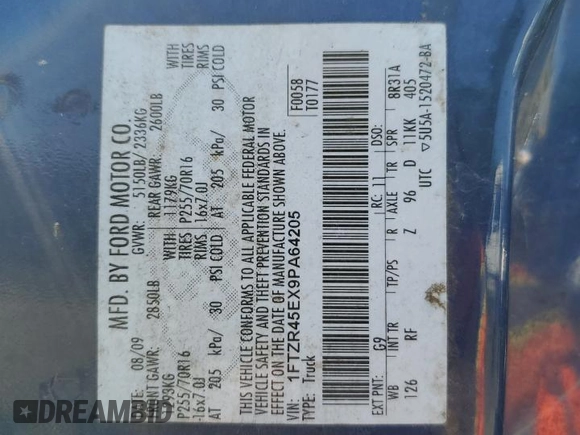 MFD. BY FORD MOTOR CO.
DATE: 08/09 GVWR: 5150LB/2336KG
FRONT GAWR: 2850LB REAR GAWR: 2600LB
1293KG 1179KG WITH
P255/70R16 TIRES P255/70R16 TIRES
16x7.0J RIMS 16x7.0J RIMS
AT 205 kPa/ 30 PSI COLD AT 205 kPa/ 30 PSI COLD
THIS VEHICLE CONFORMS TO ALL APPLICABLE FEDERAL MOTOR
VEHICLE SAFETY AND THEFT PREVENTION STANDARDS IN
EFFECT ON THE DATE OF MANUFACTURE SHOWN ABOVE.
VIN: 1FTZR45EX9PA64205 F0058
TYPE: Truck T0177
EXT PNT: G9 RC: 11 DSO:
WB INT TR TP/PS R AXLE TR SPR 8R31A
126 RF Z 96 D 11KK 405
UTC ▽5U5A-1520472-BA
DREAMBID